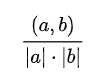 (a, b)
|a| · |b|